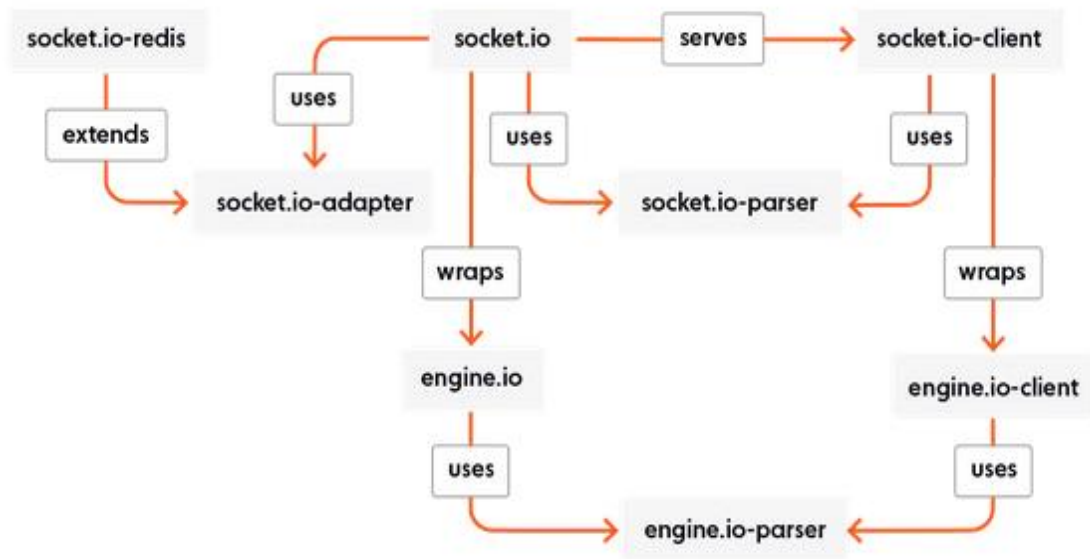 socket.io-redis
socket.io
serves
socket.io-client
uses
extends
uses
uses
socket.io-adapter
socket.io-parser
wraps
wraps
engine.io
engine.io-client
uses
uses
engine.io-parser